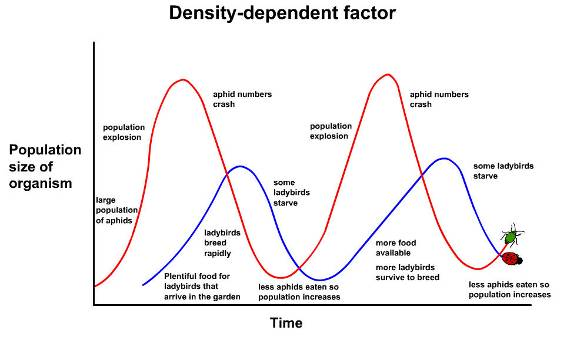 Density-dependent factor
Population
size of
organism
population
explosion
aphid numbers
crash
large
population
of aphids
some
ladybirds
starve
ladybirds
breed
rapidly
Plentiful food for
ladybirds that
arrive in the garden
less aphids eaten so
population increases
population
explosion
aphid numbers
crash
some ladybirds
starve
more food
available
more ladybirds
survive to breed
less aphids eaten so
population increases
Time